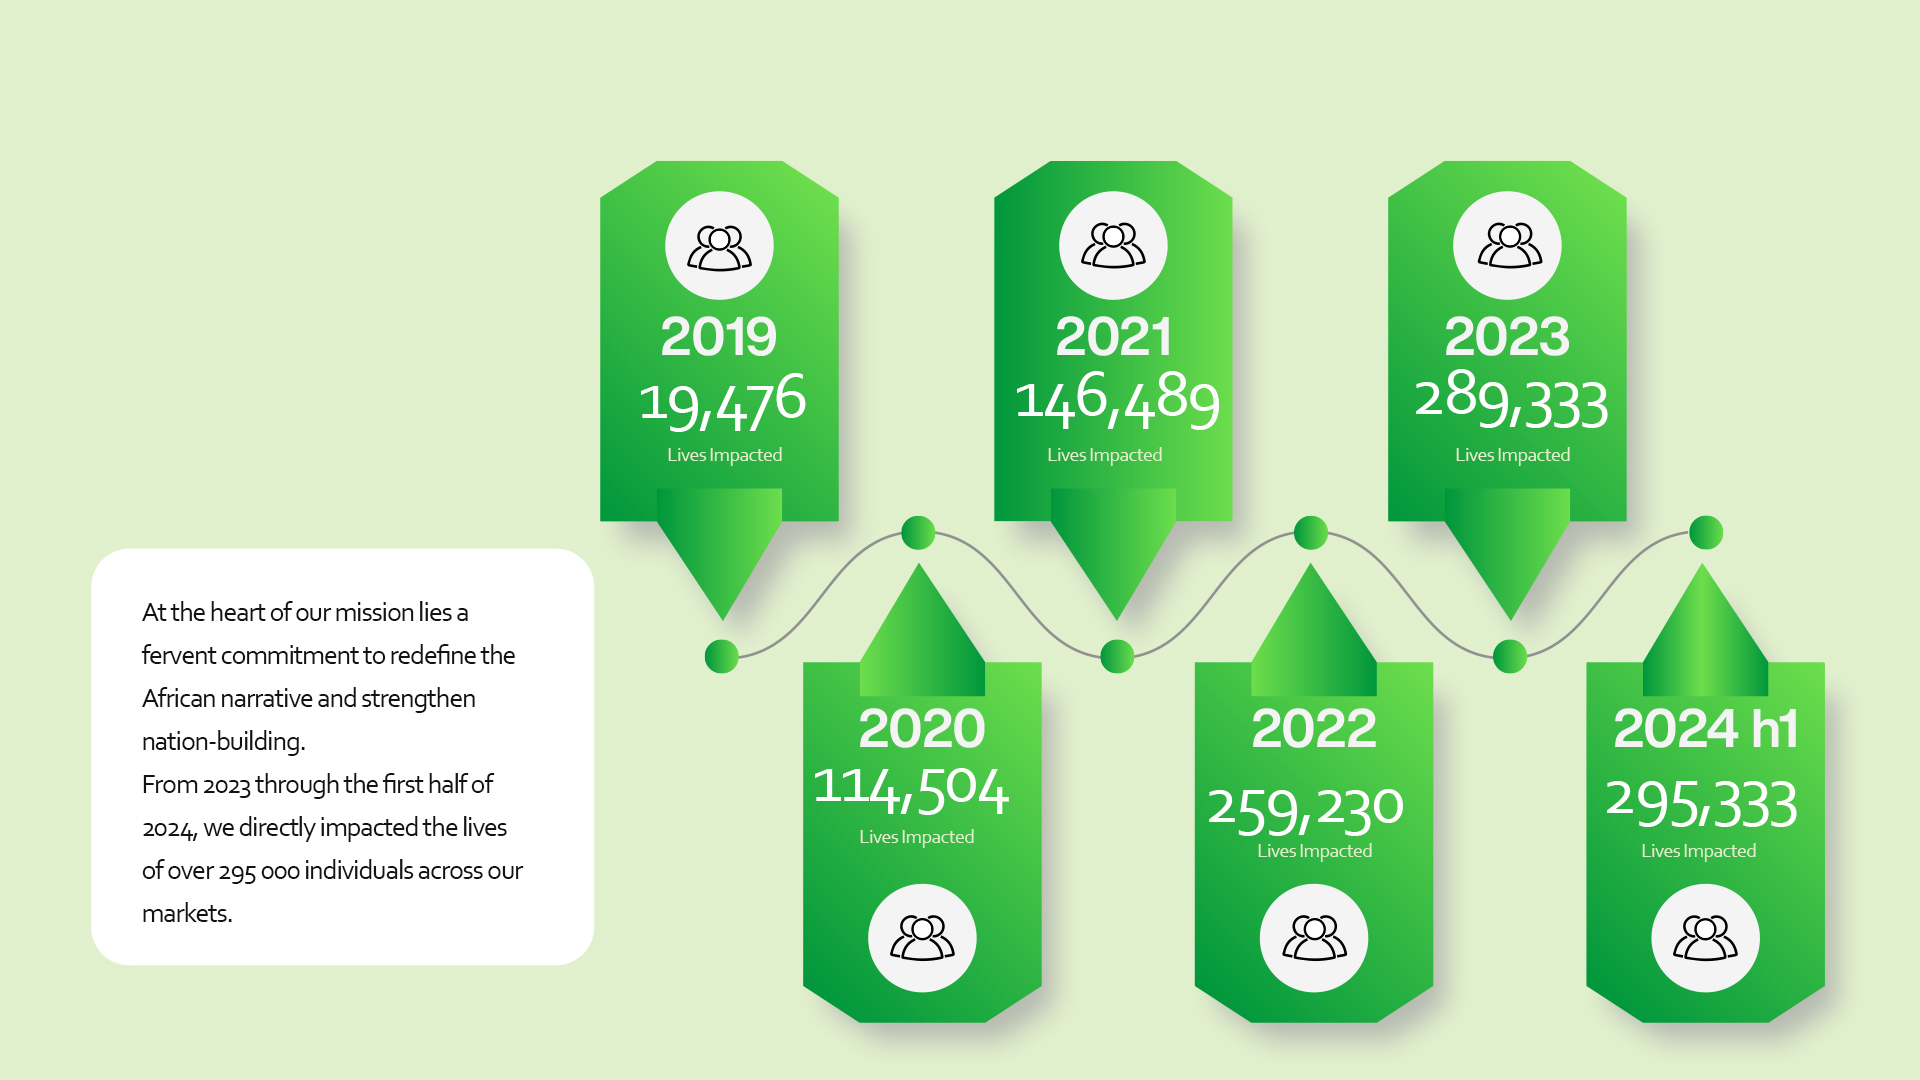 2019
19,476
Lives Impacted
2021
146,489
Lives Impacted
2023
289,333
Lives Impacted
At the heart of our mission lies a
fervent commitment to redefine the
African narrative and strengthen
nation-building.
From 2023 through the first half of
2024, we directly impacted the lives
of over 295 000 individuals across our
markets.
2020
114,504
Lives Impacted
2022
259,230
Lives Impacted
2024 h1
295,333
Lives Impacted